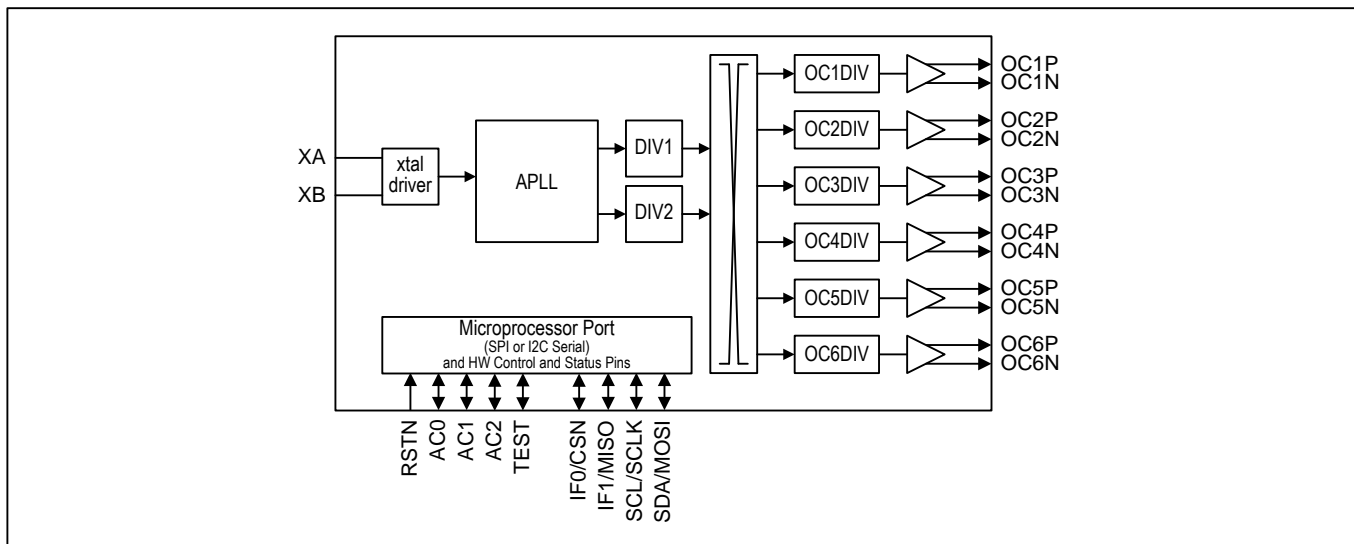 XA
XB
xtal
driver
APLL
DIV1
DIV2
OC1DIV
OC1P
OC1N
OC2DIV
OC2P
OC2N
OC3DIV
OC3P
OC3N
OC4DIV
OC4P
OC4N
OC5DIV
OC5P
OC5N
OC6DIV
OC6P
OC6N
Microprocessor Port
(SPI or I2C Serial)
and HW Control and Status Pins
RSTN
AC0
AC1
AC2
TEST
IF0/CSN
IF1/MISO
SCL/SCLK
SDA/MOSI